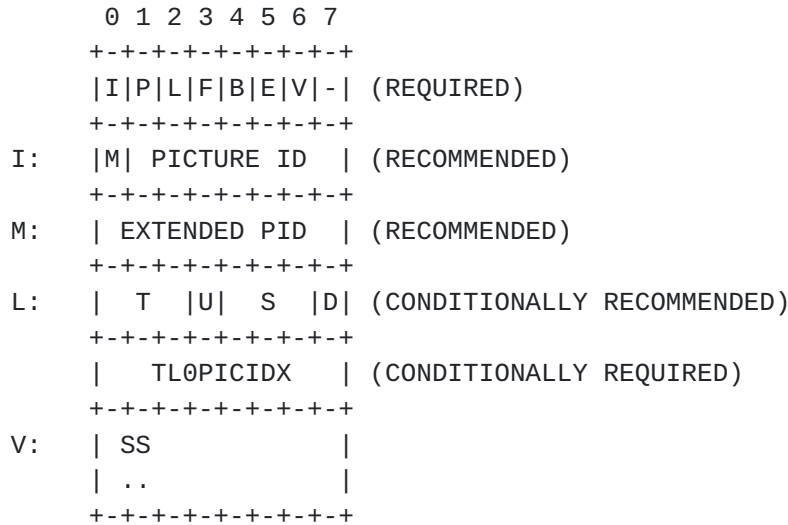 0 1 2 3 4 5 6 7
      +-+-+-+-+-+-+-+-+
      |I|P|L|F|B|E|V|-| (REQUIRED)
      +-+-+-+-+-+-+-+-+
 I:   |M| PICTURE ID  | (RECOMMENDED)
      +-+-+-+-+-+-+-+-+
 M:   | EXTENDED PID  | (RECOMMENDED)
      +-+-+-+-+-+-+-+-+
 L:   |  T  |U|  S  |D| (CONDITIONALLY RECOMMENDED)
      +-+-+-+-+-+-+-+-+
      |   TL0PICIDX   | (CONDITIONALLY REQUIRED)
      +-+-+-+-+-+-+-+-+
 V:   | SS            |
      | ..            |
      +-+-+-+-+-+-+-+-+